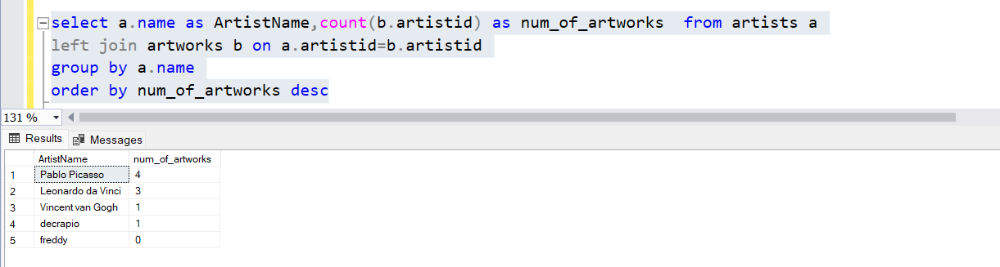 select a.name as ArtistName,count(b.artistid) as num_of_artworks  from artists a
left join artworks b on a.artistid=b.artistid
group by a.name
order by num_of_artworks desc
131 %
Results Messages
ArtistName num_of_artworks
1 Pablo Picasso 4
2 Leonardo da Vinci 3
3 Vincent van Gogh 1
4 decrapio 1
5 freddy 0